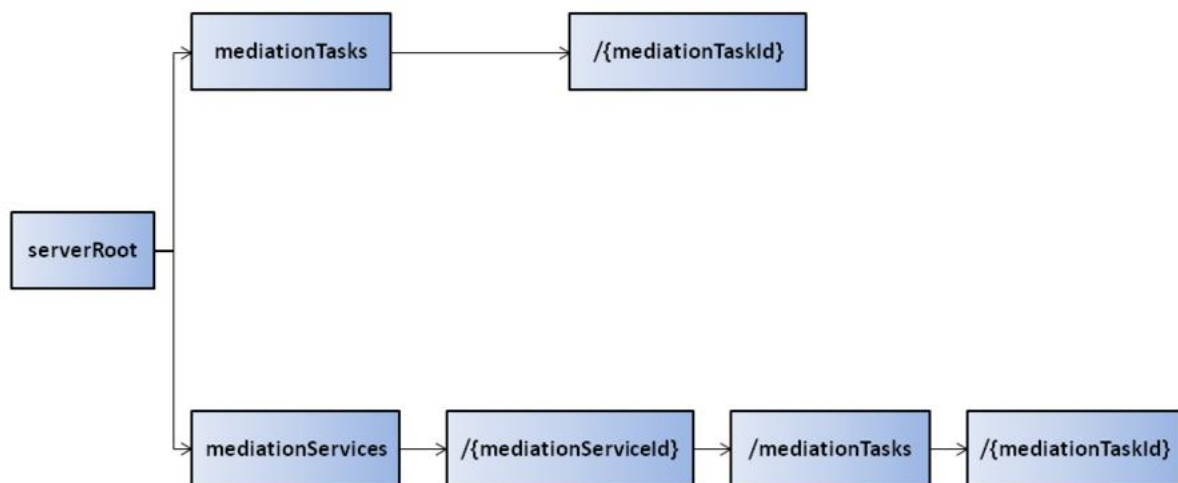 mediationTasks
/{mediationTaskId}
serverRoot
mediationServices
/{mediationServiceId}
/mediationTasks
/{mediationTaskId}